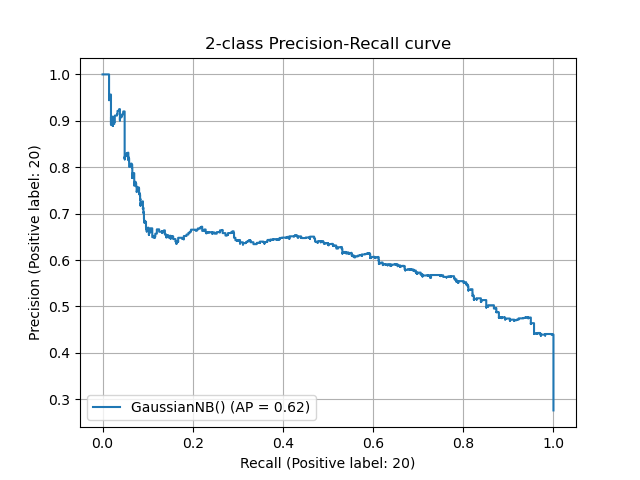 2-class Precision-Recall curve
Precision (Positive label: 20)
1.0
0.9
0.8
0.7
0.6
0.5
0.4
0.3
GaussianNB() (AP = 0.62)
0.0 0.2 0.4 0.6 0.8 1.0
Recall (Positive label: 20)